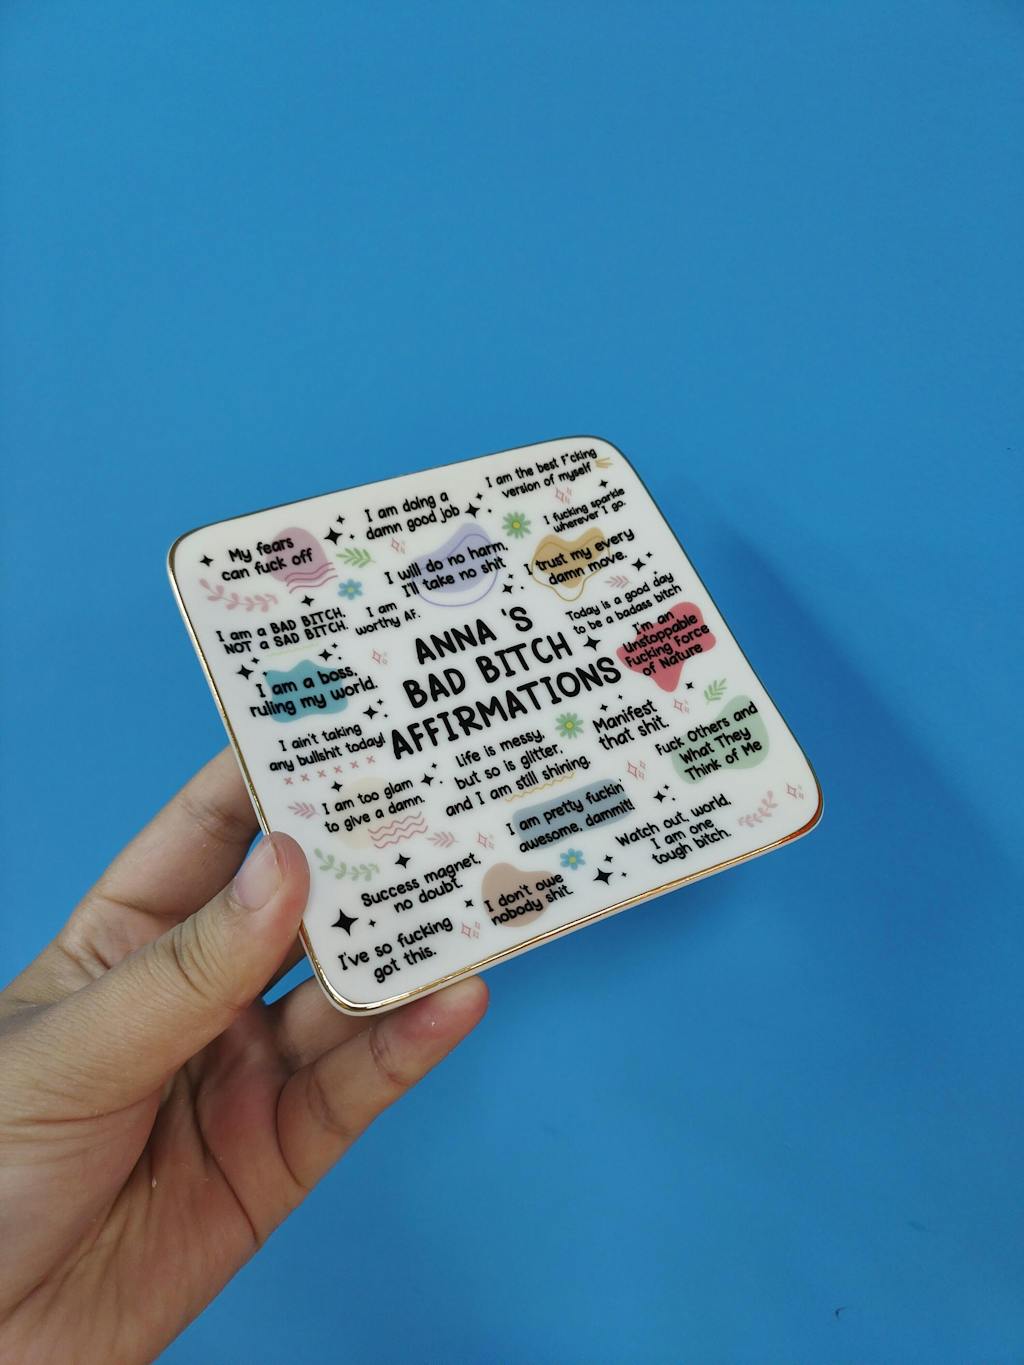 I am the best F*cking
version of myself
I am doing a
damn good job
I fucking sparkle
wherever I go.
My fears
can fuck off
I will do no harm,
I'll take no shit
I trust my every
damn move.
I am a BAD BITCH,
NOT a SAD BITCH.
I am
worthy AF.
Today is a good day
to be a badass bitch
I'm an
Unstoppable
Fucking Force
of Nature
ANNA 'S
BAD BITCH
AFFIRMATIONS
I am a boss,
ruling my world.
I ain't taking
any bullshit today!
Life is messy,
but so is glitter,
and I am still shining.
Manifest
that shit.
Fuck Others and
What They
Think of Me
I am too glam
to give a damn.
I am pretty fuckin'
awesome, dammit!
Watch out, world,
I am one
tough bitch.
Success magnet,
no doubt.
I don't owe
nobody shit.
I've so fucking
got this.